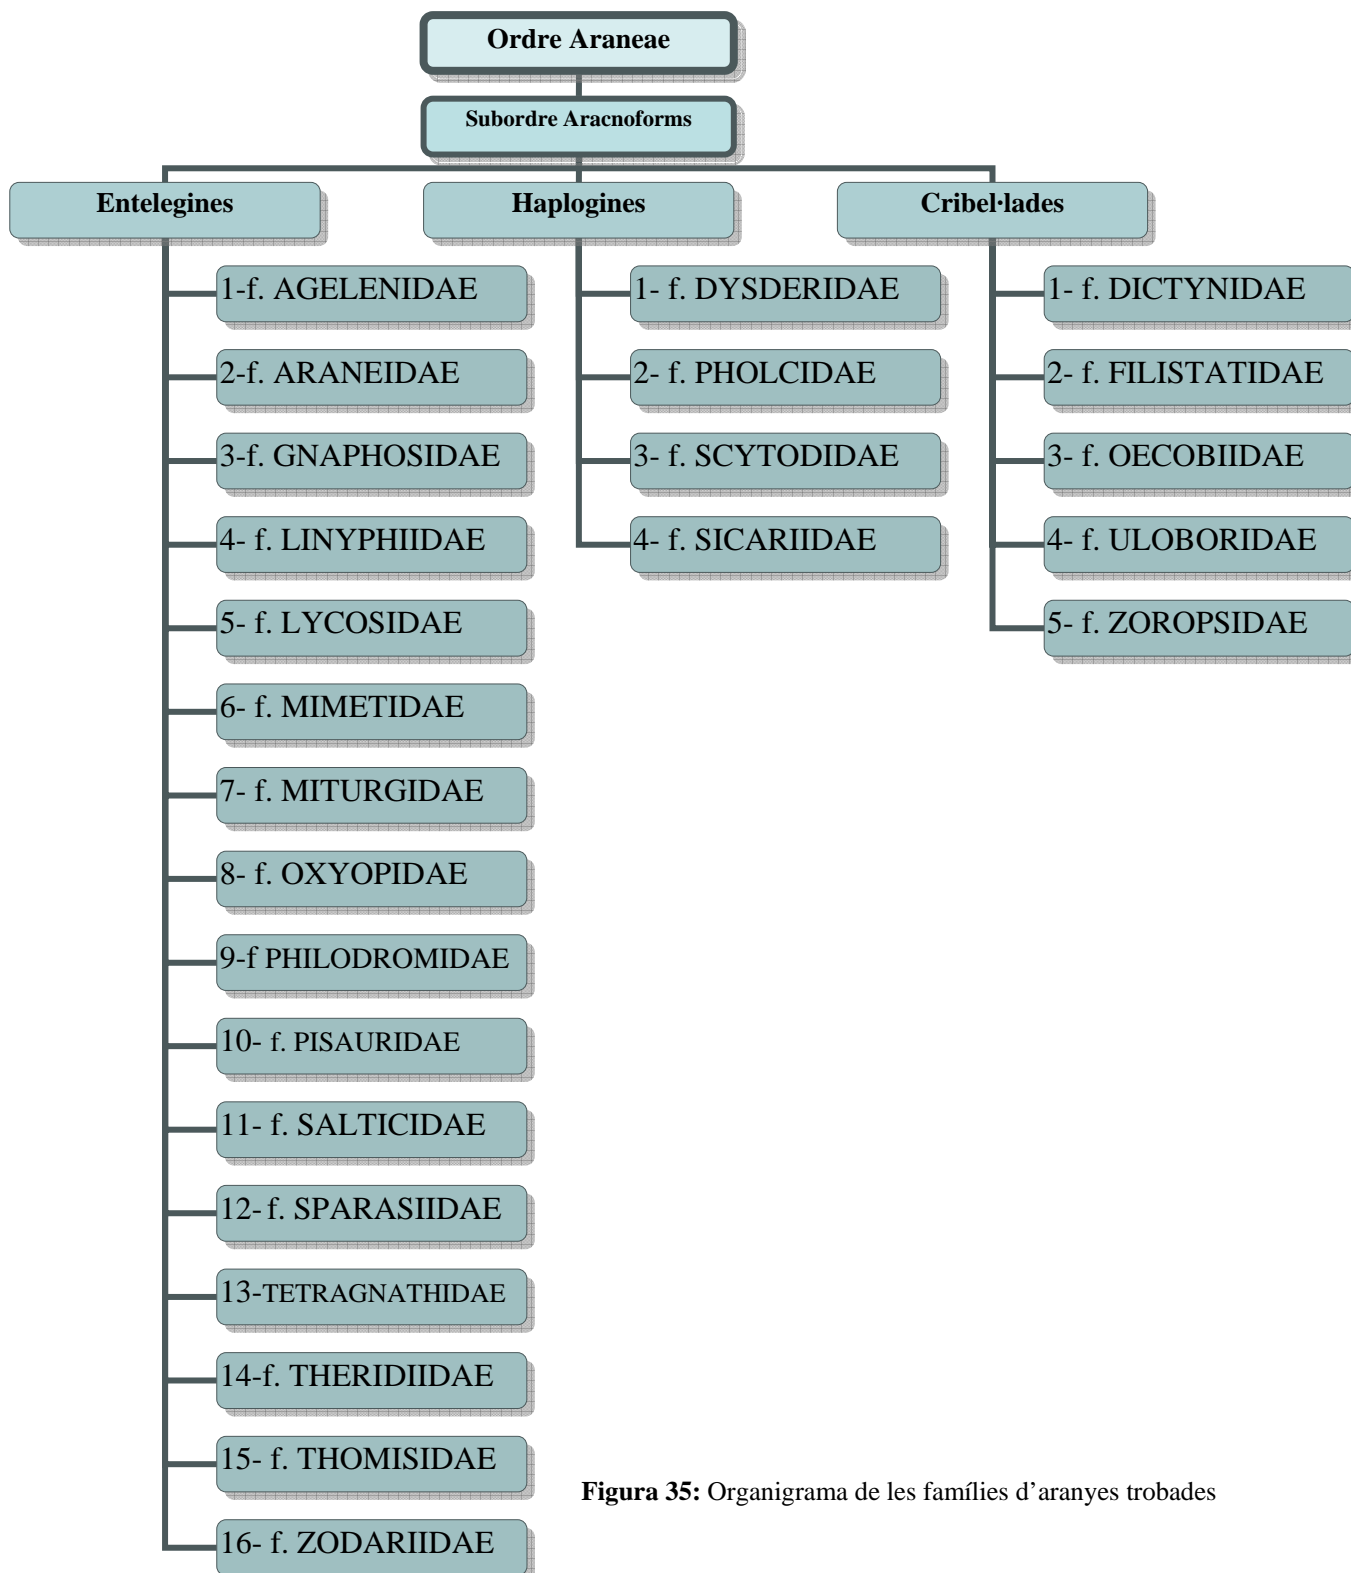 Ordre Araneae
Subordre Aracnoforms
Entelegines
1-f. AGELENIDAE
2-f. ARANEIDAE
3-f. GNAPHOSIDAE
4- f. LINYPHIIDAE
5- f. LYCOSIDAE
6- f. MIMETIDAE
7- f. MITURGIDAE
8- f. OXYOPIDAE
9-f PHILODROMIDAE
10- f. PISAURIDAE
11- f. SALTICIDAE
12- f. SPARASIIDAE
13-TETRAGNATHIDAE
14-f. THERIDIIDAE
15- f. THOMISIDAE
16- f. ZODARIIDAE
Haplogines
1- f. DYSDERIDAE
2- f. PHOLCIDAE
3- f. SCYTODIDAE
4- f. SICARIIDAE
Cribel·lades
1- f. DICTYNIDAE
2- f. FILISTATIDAE
3- f. OECOBIIDAE
4- f. ULOBORIDAE
5- f. ZOROPSIDAE
Figura 35: Organigrama de les famílies d’aranyes trobades